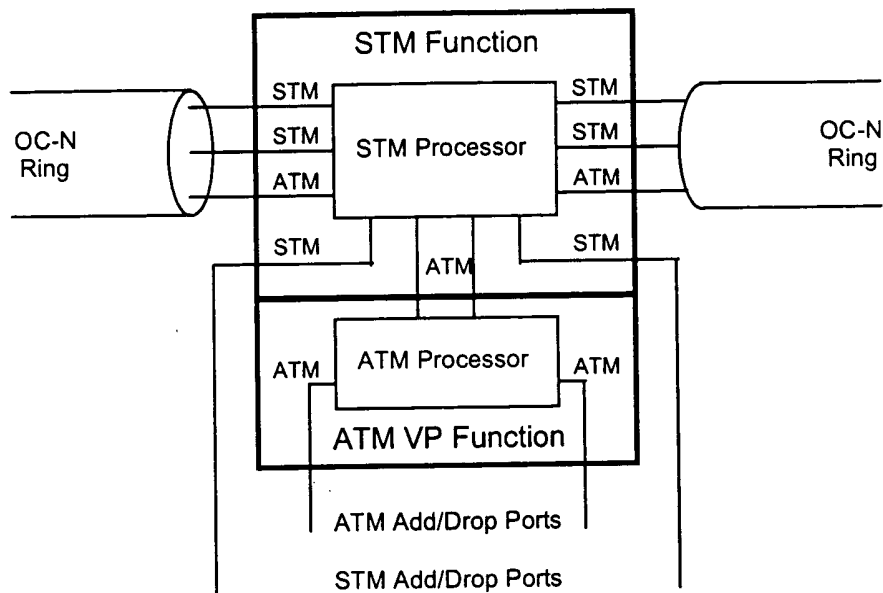 STM Function
STM
STM
OC-N
Ring
STM
STM Processor
STM
OC-N
Ring
ATM
ATM
STM
ATM
STM
ATM
ATM Processor
ATM
ATM VP Function
ATM Add/Drop Ports
STM Add/Drop Ports